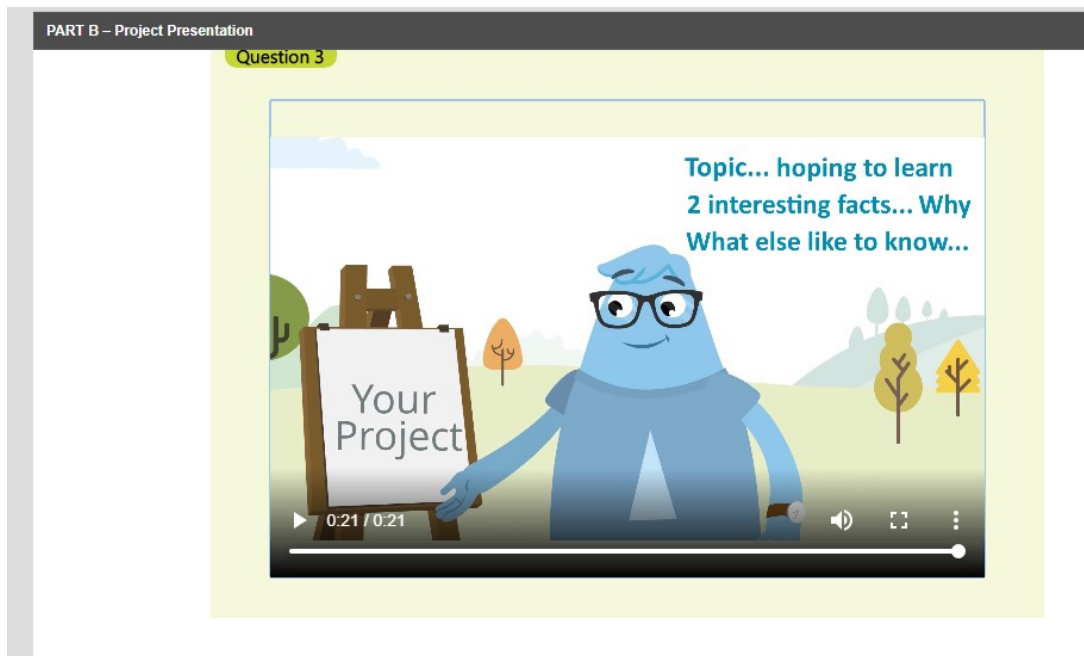 PART B – Project Presentation
Question 3
Topic... hoping to learn
2 interesting facts... Why
What else like to know...
Your
Project
0:21 / 0:21